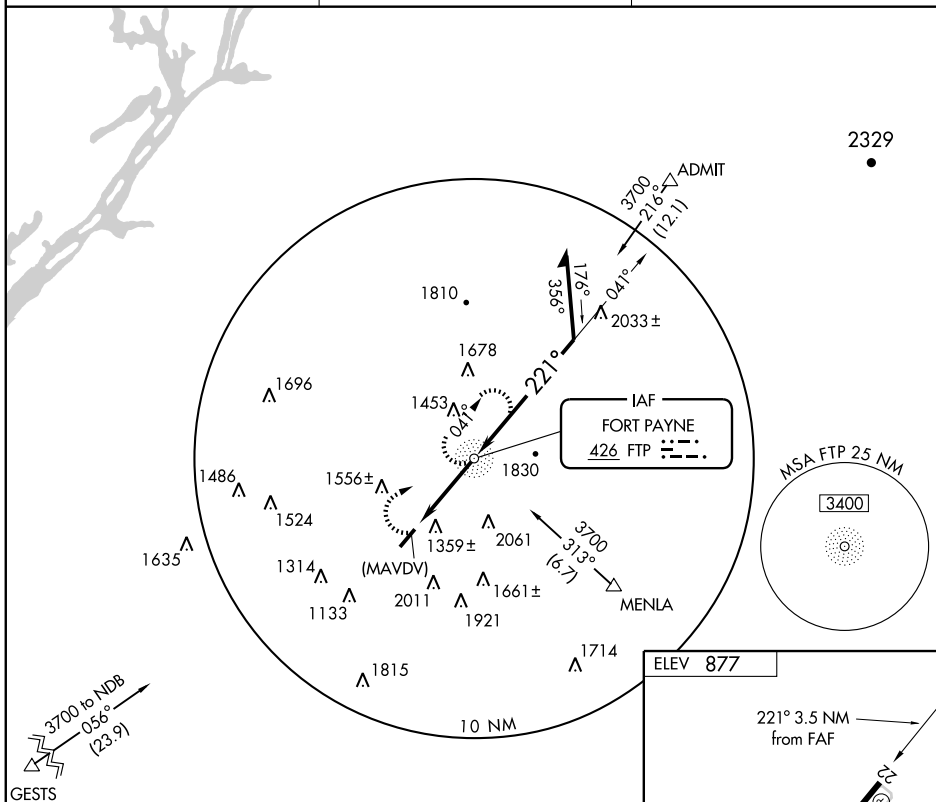 2329
ADMIT
3700
216°
(12.1)
1810
176°
356°
041°
2033±
1678
221°
1696
1453
041°
IAF
FORT PAYNE
426 FTP
1830
MSA FTP 25 NM
3400
1486
1556±
1524
1635
1359±
2061
3700
313°
(6.7)
MENLA
(MAVDV)
1314
1133
2011
1661±
1921
1714
1815
10 NM
3700 to NDB
056°
(23.9)
GESTS
ELEV 877
221° 3.5 NM
from FAF
22